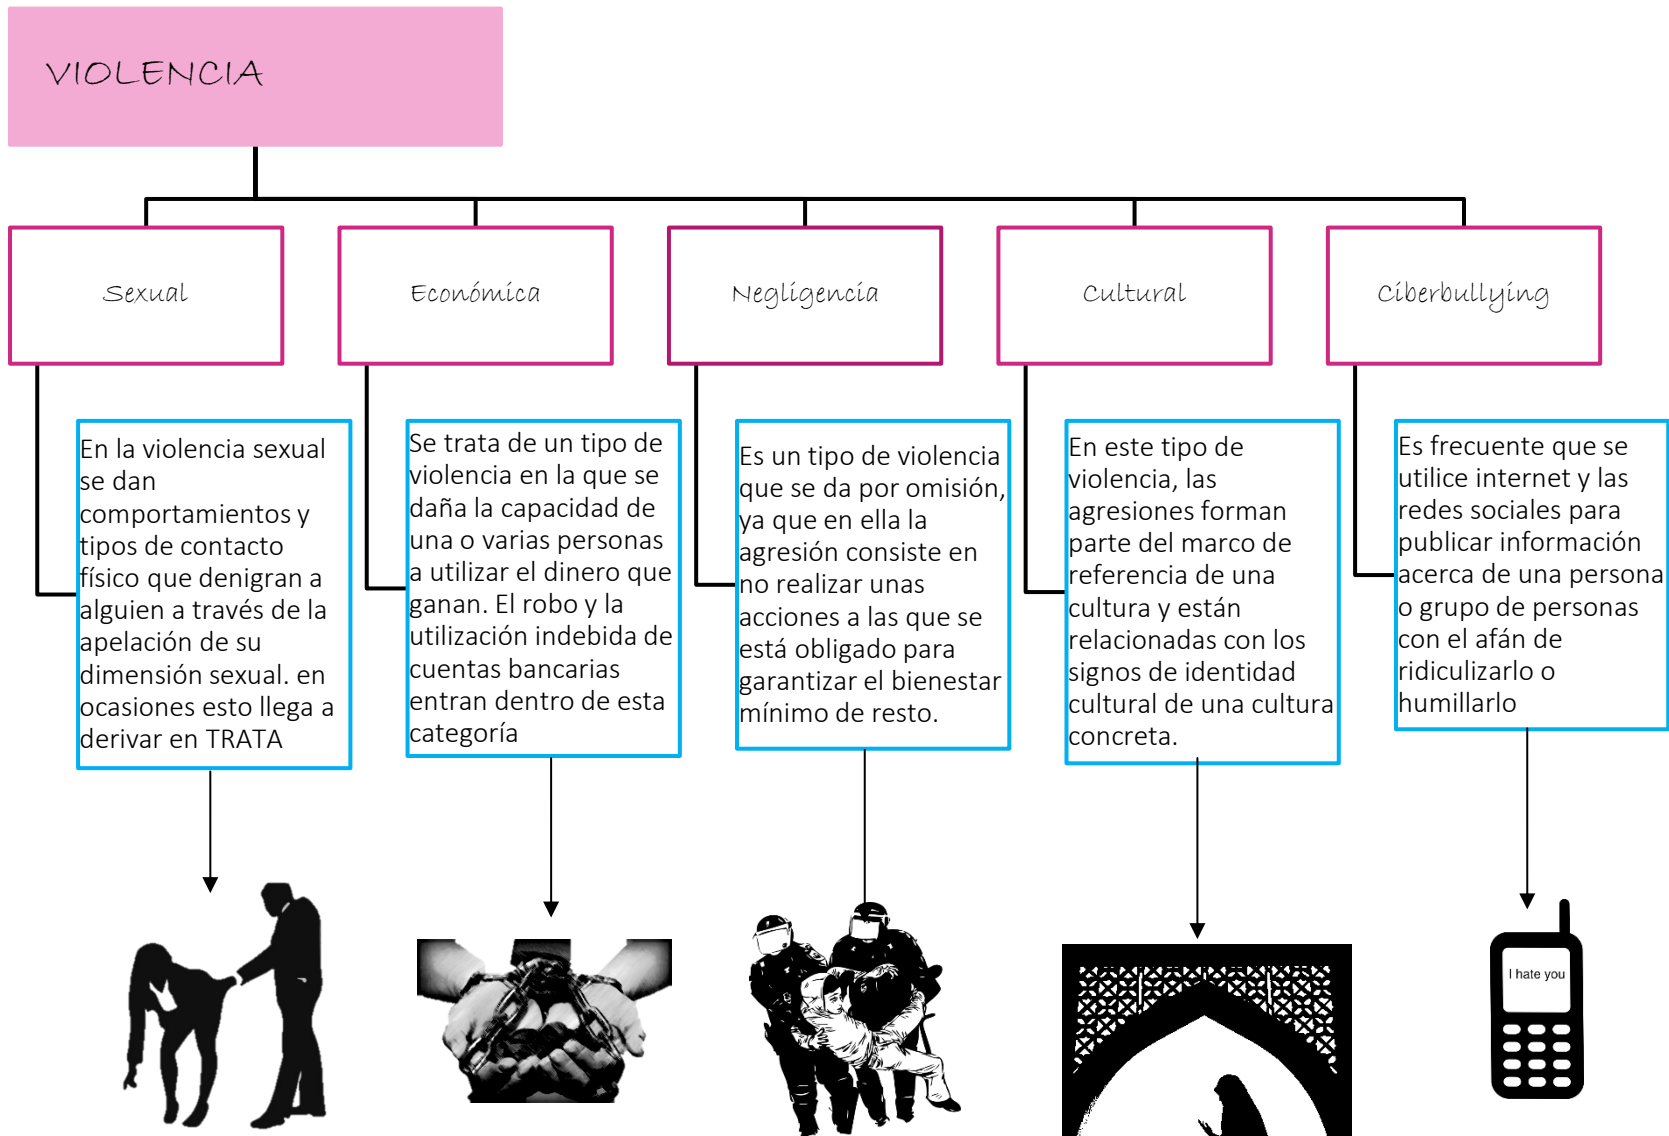 VIOLENCIA
Sexual
Económica
Negligencia
Cultural
Ciberbullying
En la violencia sexual
se dan
comportamientos y
tipos de contacto
físico que denigran a
alguien a través de la
apelación de su
dimensión sexual. en
ocasiones esto llega a
derivar en TRATA
Se trata de un tipo de
violencia en la que se
daña la capacidad de
una o varias personas
a utilizar el dinero que
ganan. El robo y la
utilización indebida de
cuentas bancarias
entran dentro de esta
categoría
Es un tipo de violencia
que se da por omisión,
ya que en ella la
agresión consiste en
no realizar unas
acciones a las que se
está obligado para
garantizar el bienestar
mínimo de resto.
En este tipo de
violencia, las
agresiones forman
parte del marco de
referencia de una
cultura y están
relacionadas con los
signos de identidad
cultural de una cultura
concreta.
Es frecuente que se
utilice internet y las
redes sociales para
publicar información
acerca de una persona
o grupo de personas
con el afán de
ridiculizarlo o
humillarlo
I hate you